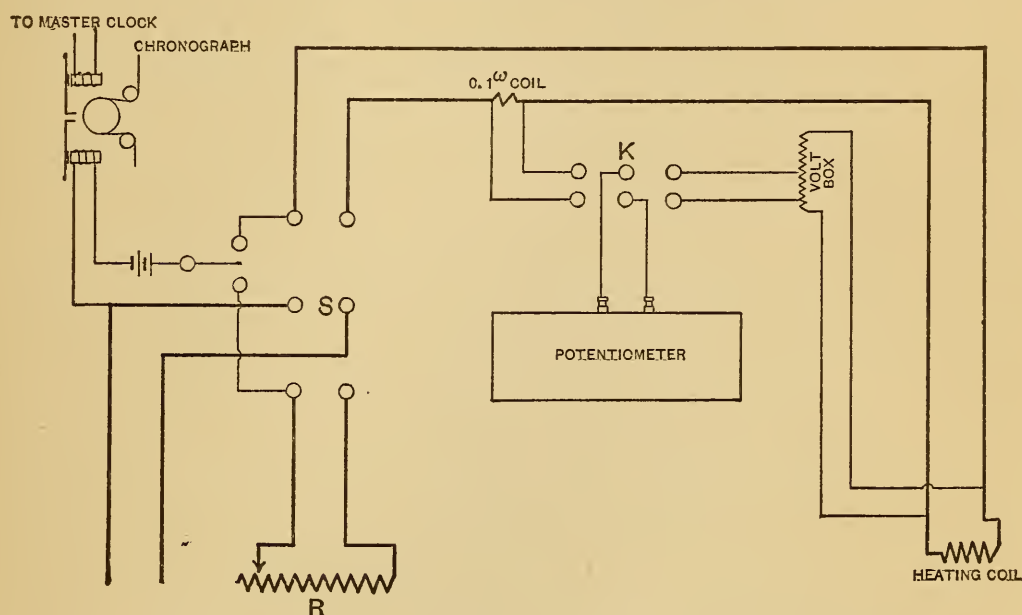 TO MASTER CLOCK
CHRONOGRAPH
0.1ω COIL
K
VOLT
BOX
S
POTENTIOMETER
HEATING COIL
R